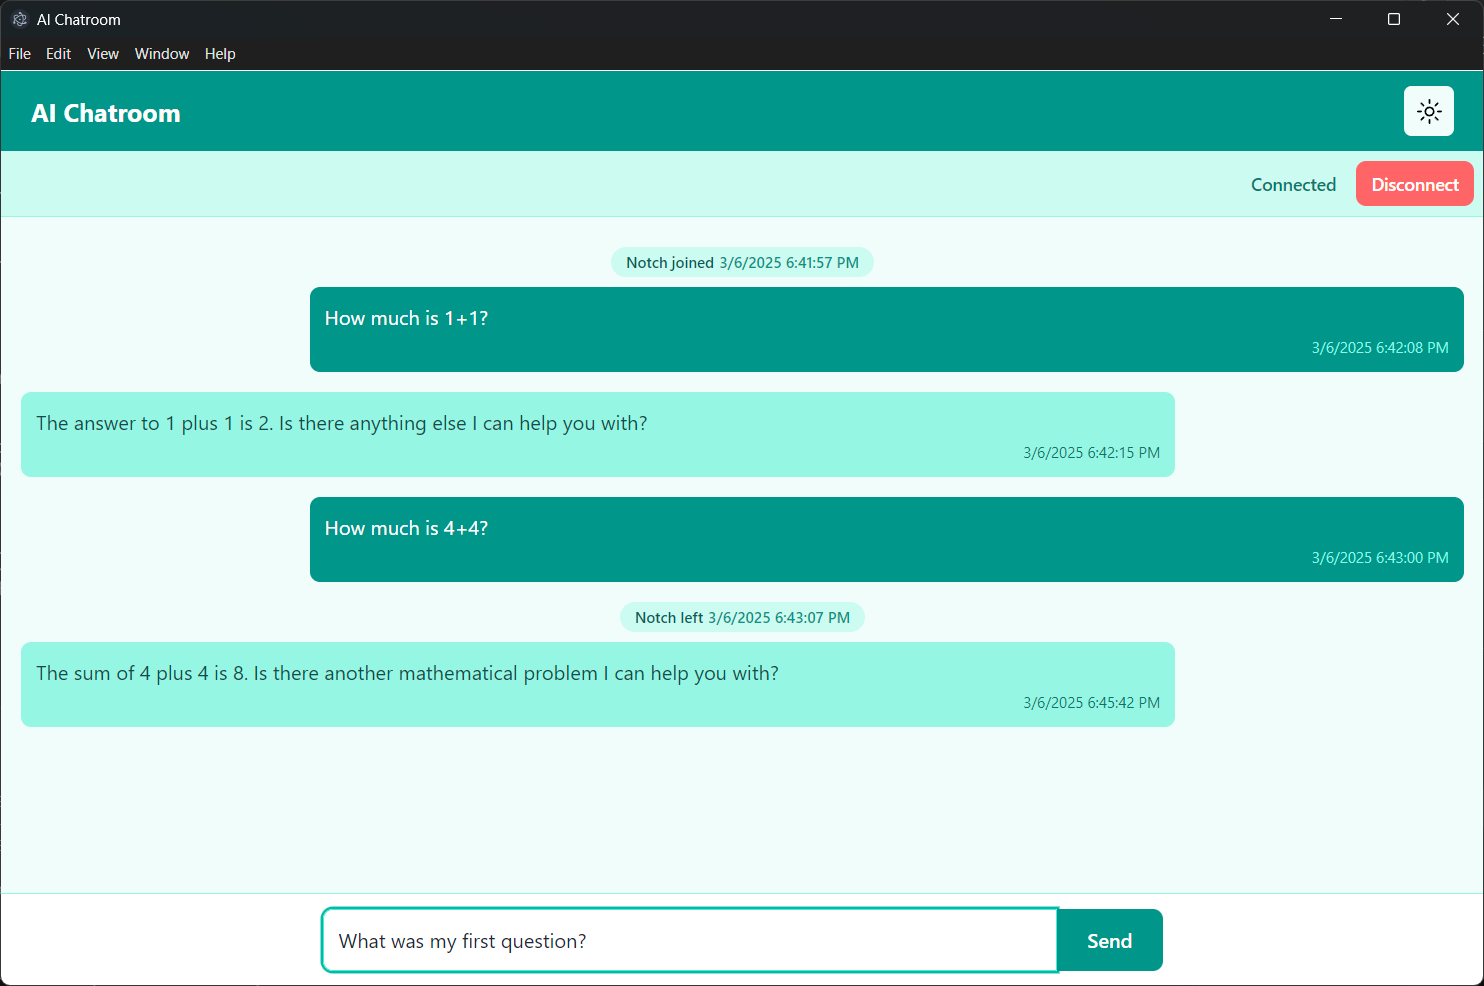 AI Chatroom
File Edit View Window Help
AI Chatroom
Connected Disconnect
Notch joined 3/6/2025 6:41:57 PM
How much is 1+1?
3/6/2025 6:42:08 PM
The answer to 1 plus 1 is 2. Is there anything else I can help you with?
3/6/2025 6:42:15 PM
How much is 4+4?
3/6/2025 6:43:00 PM
Notch left 3/6/2025 6:43:07 PM
The sum of 4 plus 4 is 8. Is there another mathematical problem I can help you with?
3/6/2025 6:45:42 PM
What was my first question? Send